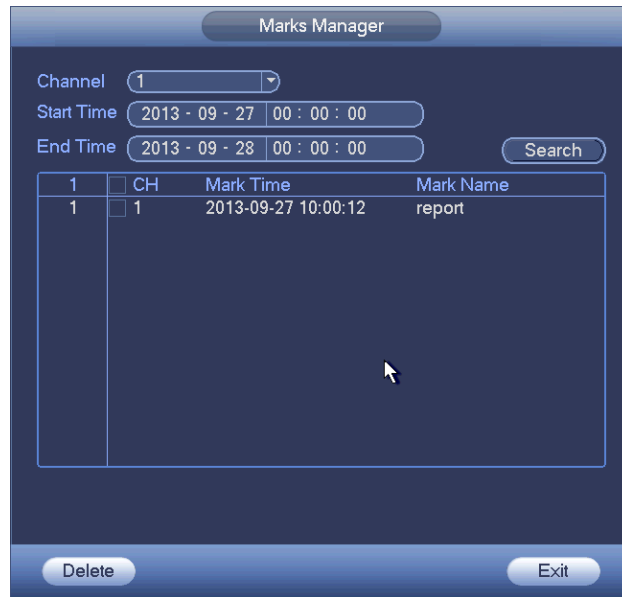 Marks Manager
Channel 1
Start Time 2013 - 09 - 27 00 : 00 : 00
End Time 2013 - 09 - 28 00 : 00 : 00
Search
1 CH Mark Time Mark Name
1 1 2013-09-27 10:00:12 report
Delete Exit